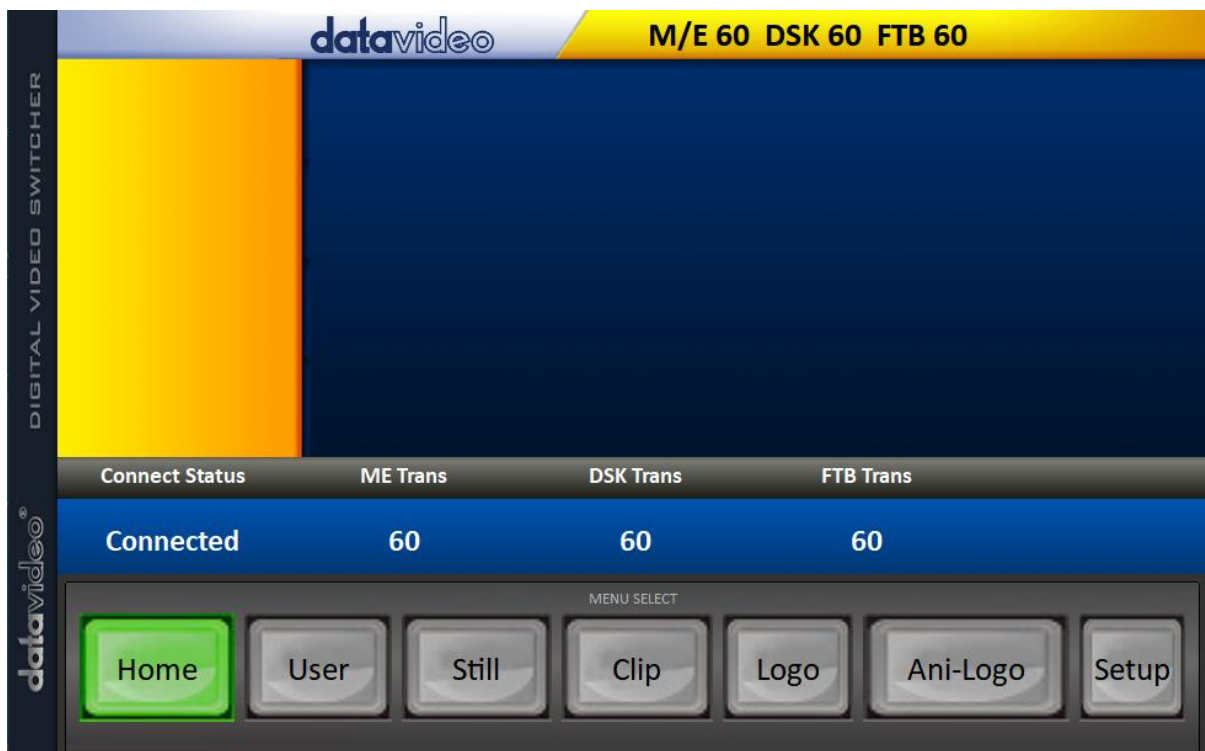 datavideo
M/E 60 DSK 60 FTB 60
DIGITAL VIDEO SWITCHER
datavideo®
Connect Status ME Trans DSK Trans FTB Trans
Connected 60 60 60
MENU SELECT
Home User Still Clip Logo Ani-Logo Setup